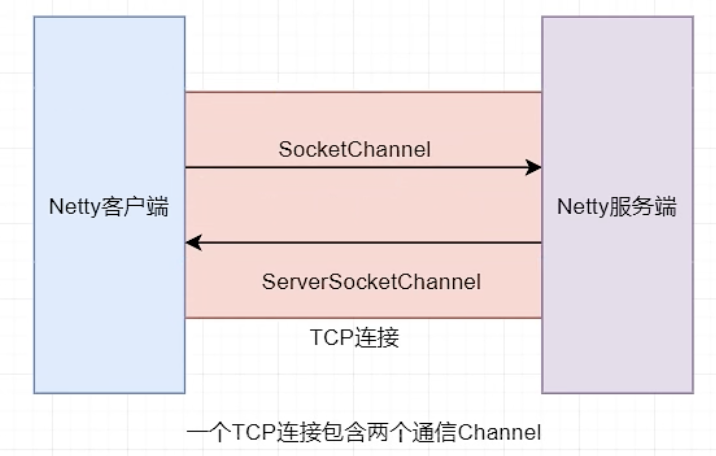 SocketChannel
Netty客户端
Netty服务端
ServerSocketChannel
TCP连接
一个TCP连接包含两个通信Channel